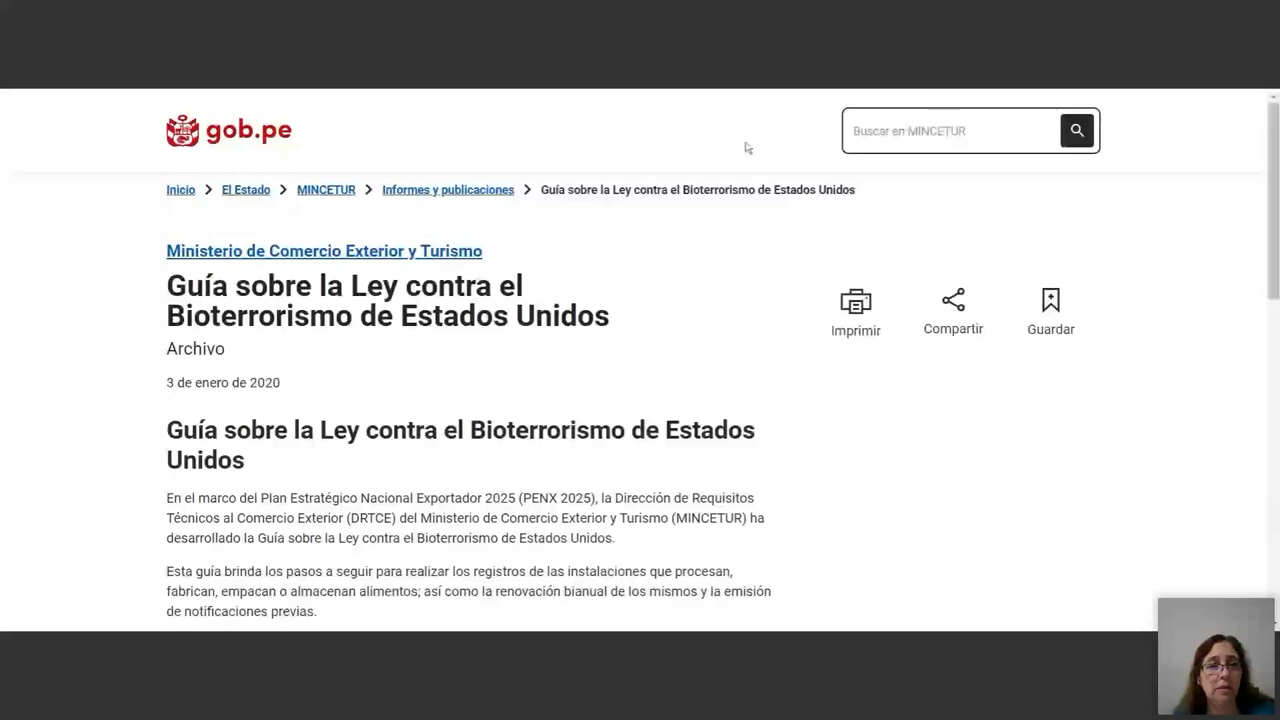 gob.pe
Buscar en MINCETUR
Inicio > El Estado > MINCETUR > Informes y publicaciones > Guía sobre la Ley contra el Bioterrorismo de Estados Unidos
Ministerio de Comercio Exterior y Turismo
Guía sobre la Ley contra el
Bioterrorismo de Estados Unidos
Archivo
3 de enero de 2020
Imprimir
Compartir
Guardar
Guía sobre la Ley contra el Bioterrorismo de Estados
Unidos
En el marco del Plan Estratégico Nacional Exportador 2025 (PENX 2025), la Dirección de Requisitos
Técnicos al Comercio Exterior (DRTCE) del Ministerio de Comercio Exterior y Turismo (MINCETUR) ha
desarrollado la Guía sobre la Ley contra el Bioterrorismo de Estados Unidos.
Esta guía brinda los pasos a seguir para realizar los registros de las instalaciones que procesan,
fabrican, empacan o almacenan alimentos; así como la renovación bianual de los mismos y la emisión
de notificaciones previas.